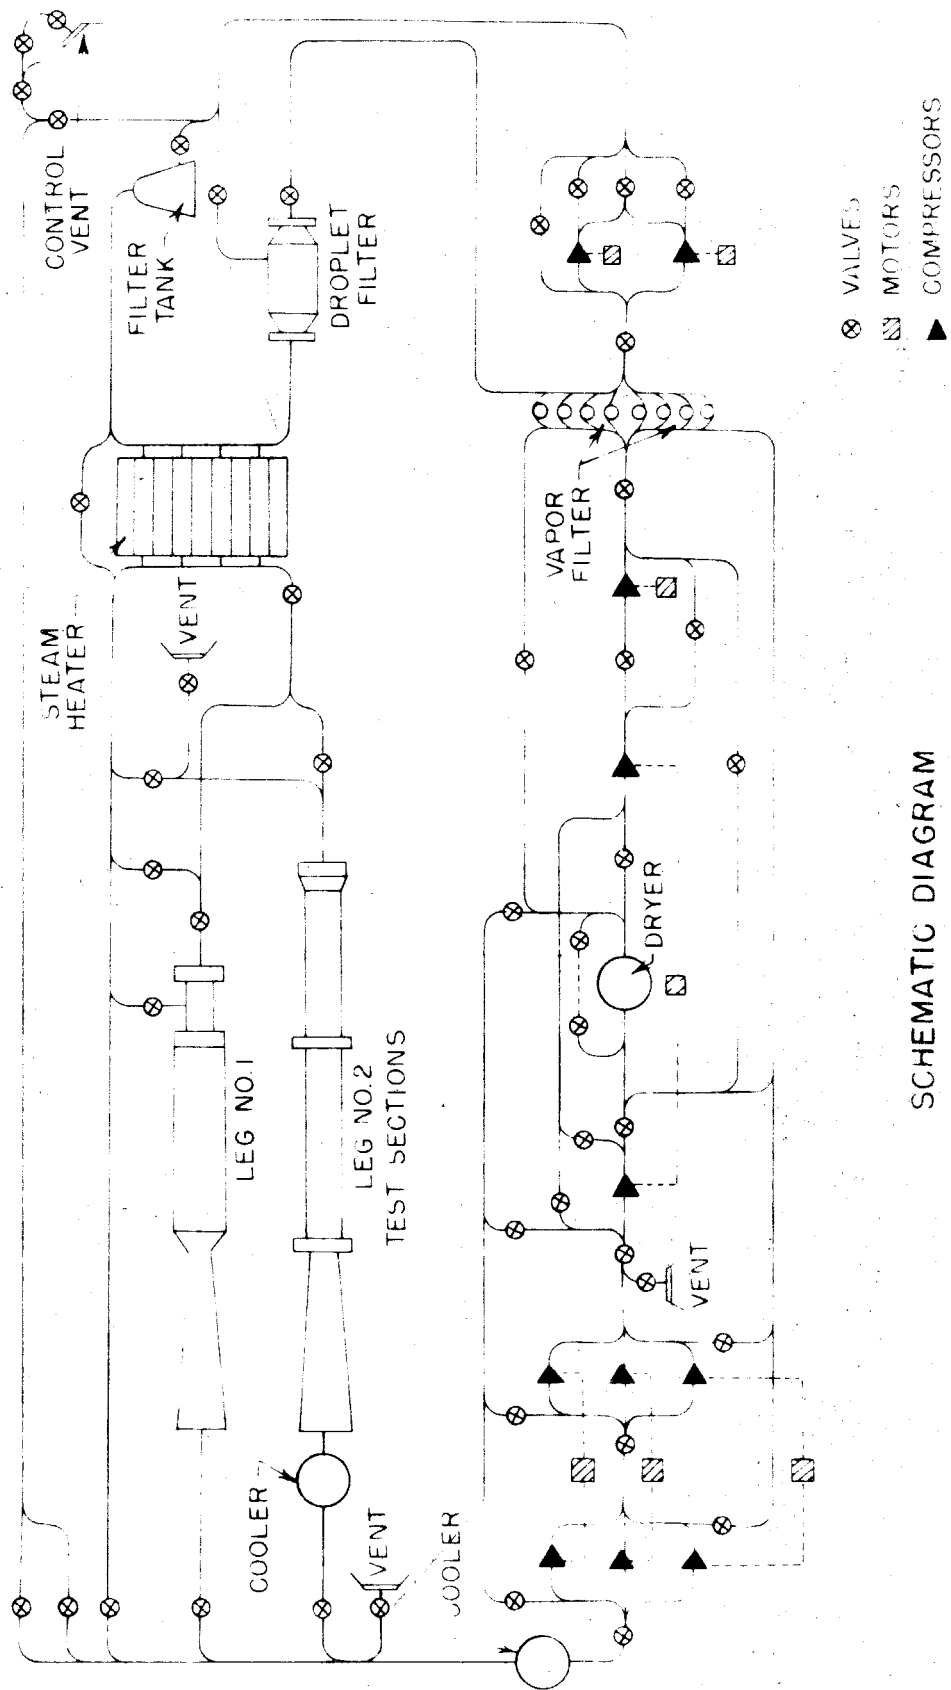 CONTROL
VENT
FILTER
TANK
DROPLET
FILTER
STEAM
HEATER
VENT
VAPOR
FILTER
LEG NO.1
LEG NO.2
TEST SECTIONS
DRYER
VENT
COOLER
VENT
COOLER
VALVES
MOTORS
COMPRESSORS
SCHEMATIC DIAGRAM